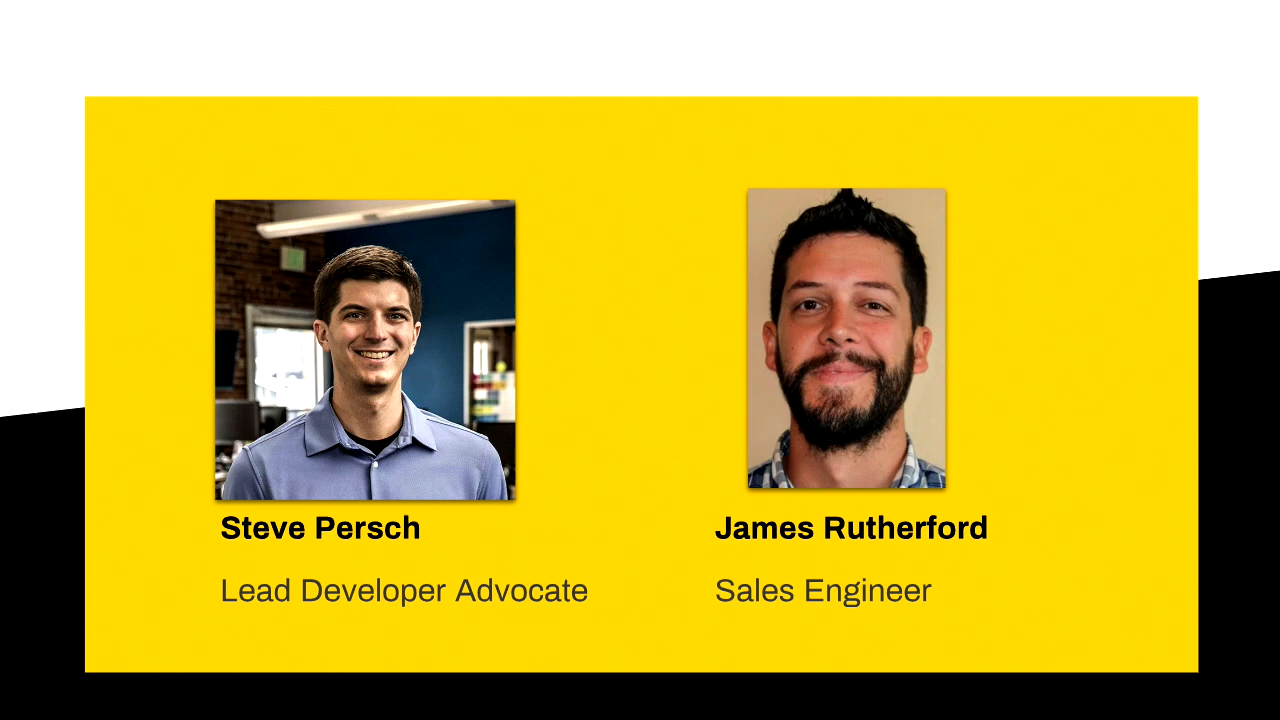 Steve Persch
James Rutherford
Lead Developer Advocate
Sales Engineer